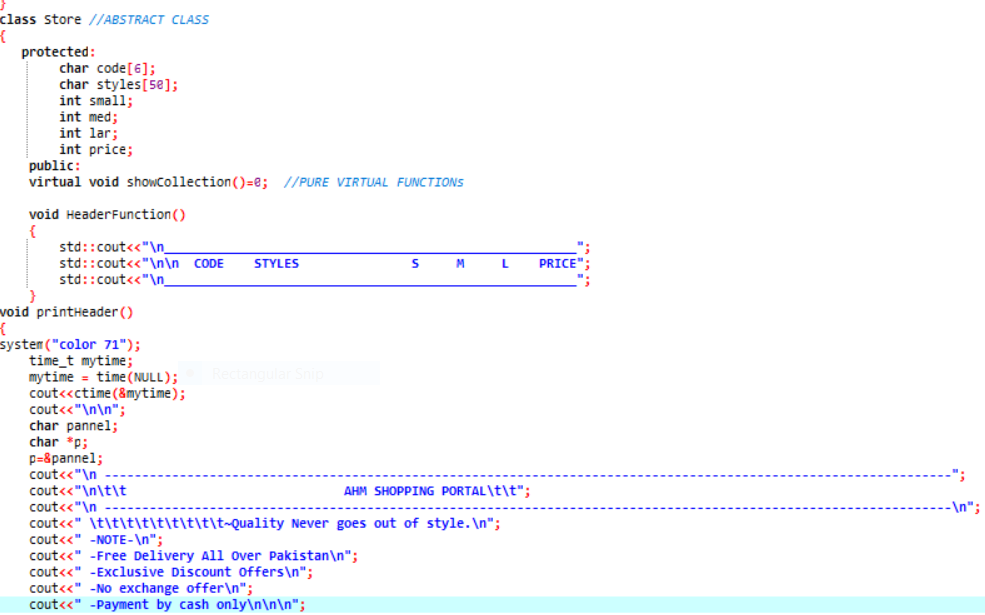 }
class Store //ABSTRACT CLASS
{
protected:
char code[6];
char styles[50];
int small;
int med;
int lar;
int price;
public:
virtual void showCollection()=0; //PURE VIRTUAL FUNCTIONs
void HeaderFunction()
{
std::cout<<"\n_______________________________________________________";
std::cout<<"\n\n  CODE    STYLES               S     M     L    PRICE";
std::cout<<"\n_______________________________________________________";
}
void printHeader()
{
system("color 71");
time_t mytime;
mytime = time(NULL);
Rectangular Snip
cout<<ctime(&mytime);
cout<<"\n\n";
char pannel;
char *p;
p=&pannel;
cout<<"\n -----------------------------------------------------------------------------------------------------------------";
cout<<"\n\t\t                             AHM SHOPPING PORTAL\t\t";
cout<<"\n -----------------------------------------------------------------------------------------------------------------\n";
cout<<" \t\t\t\t\t\t\t\t\t~Quality Never goes out of style.\n";
cout<<" -NOTE-\n";
cout<<" -Free Delivery All Over Pakistan\n";
cout<<" -Exclusive Discount Offers\n";
cout<<" -No exchange offer\n";
cout<<" -Payment by cash only\n\n\n";